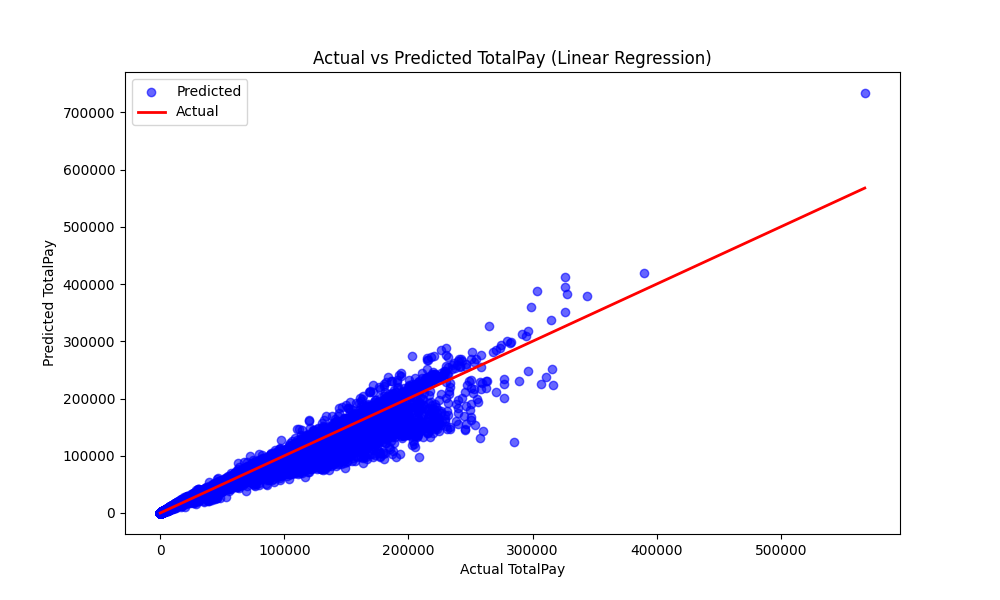 Actual vs Predicted TotalPay (Linear Regression)
Predicted
Actual
Predicted TotalPay
700000
600000
500000
400000
300000
200000
100000
0
0 100000 200000 300000 400000 500000
Actual TotalPay